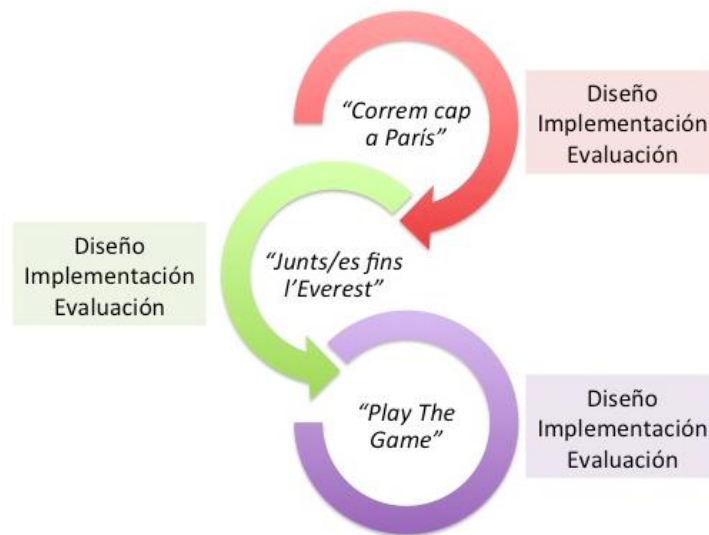 “Correm cap
a París”
Diseño
Implementación
Evaluación
Diseño
Implementación
Evaluación
“Junts/es fins
l’Everest”
“Play The
Game”
Diseño
Implementación
Evaluación